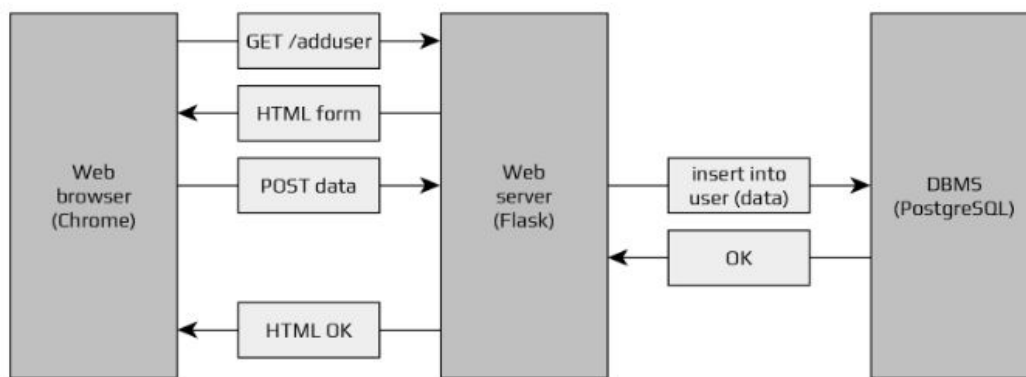 GET /adduser
HTML form
Web
browser
(Chrome)
POST data
Web
server
(Flask)
insert into
user (data)
DBMS
(PostgreSQL)
OK
HTML OK